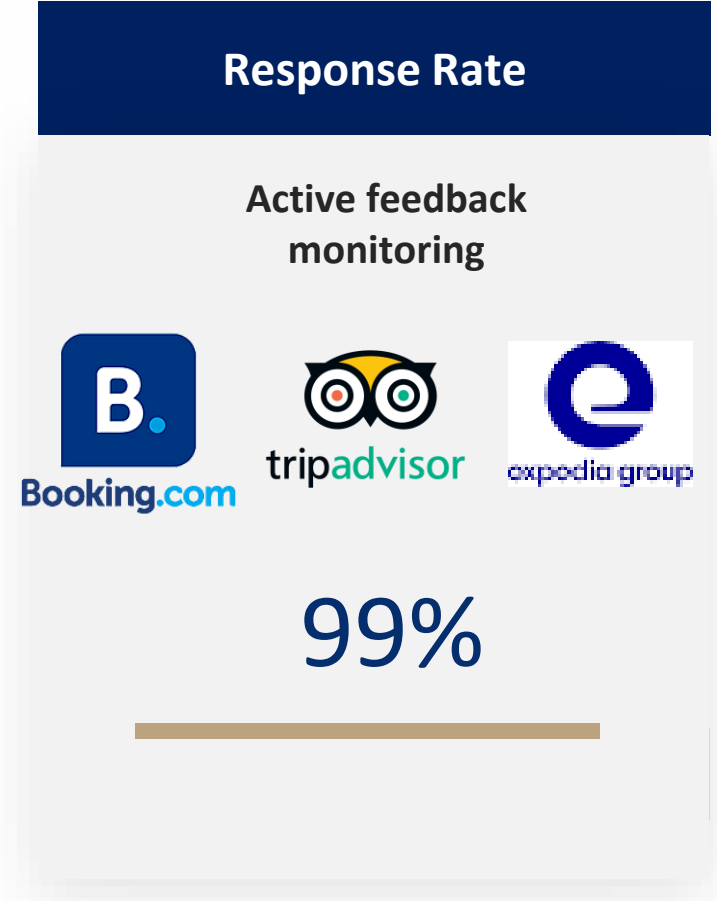 Response Rate
Active feedback
monitoring
B.
Booking.com
tripadvisor
expedia group
99%